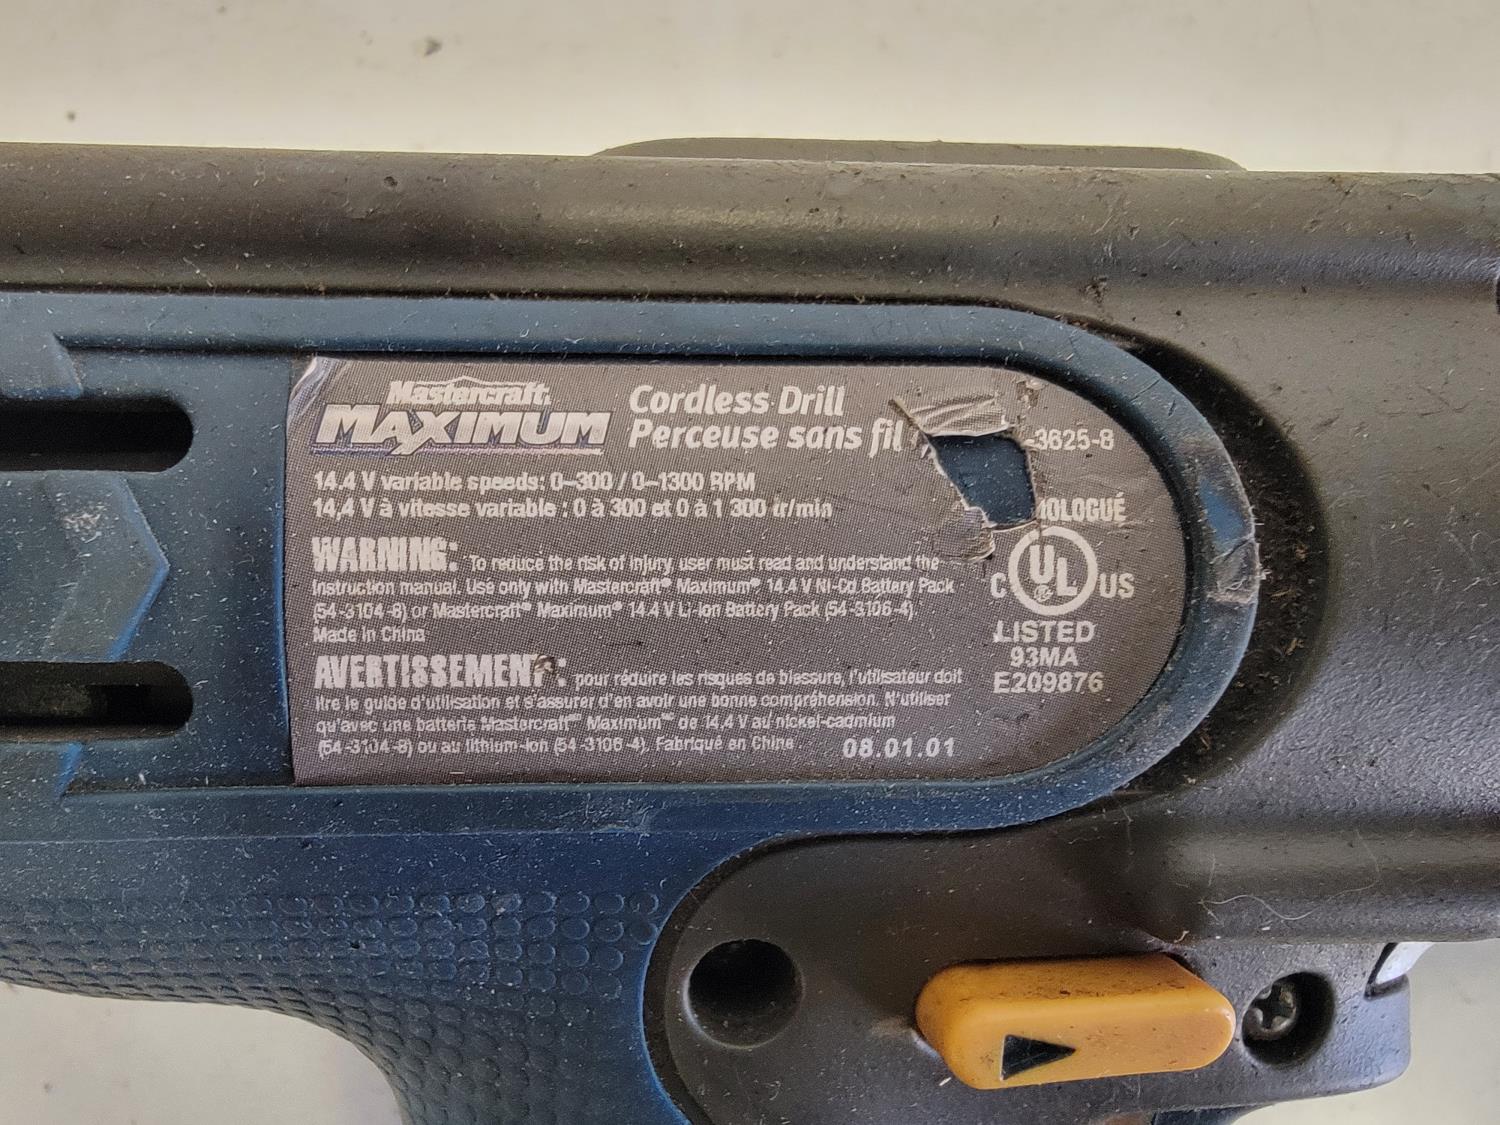 Mastercraft
MAXIMUM
Cordless Drill
Perceuse sans fil
-3625-8
14.4 V variable speeds: 0–300 / 0–1300 RPM
14,4 V à vitesse variable : 0 à 300 et 0 à 1 300 tr/min
WARNING: To reduce the risk of injury, user must read and understand the
instruction manual. Use only with Mastercraft® Maximum® 14.4 V Ni-Cd Battery Pack
(54-3104-8) or Mastercraft® Maximum® 14.4 V Li-Ion Battery Pack (54-3106-4).
Made in China
AVERTISSEMENT : pour réduire les risques de blessure, l'utilisateur doit
lire le guide d'utilisation et s'assurer d'en avoir une bonne compréhension. N'utiliser
qu'avec une batterie Mastercraft™ Maximum™ de 14.4 V au nickel-cadmium
(54-3104-8) ou au lithium-ion (54-3106-4). Fabriqué en Chine
08.01.01
OLOGUÉ
C UL US
LISTED
93MA
E209876